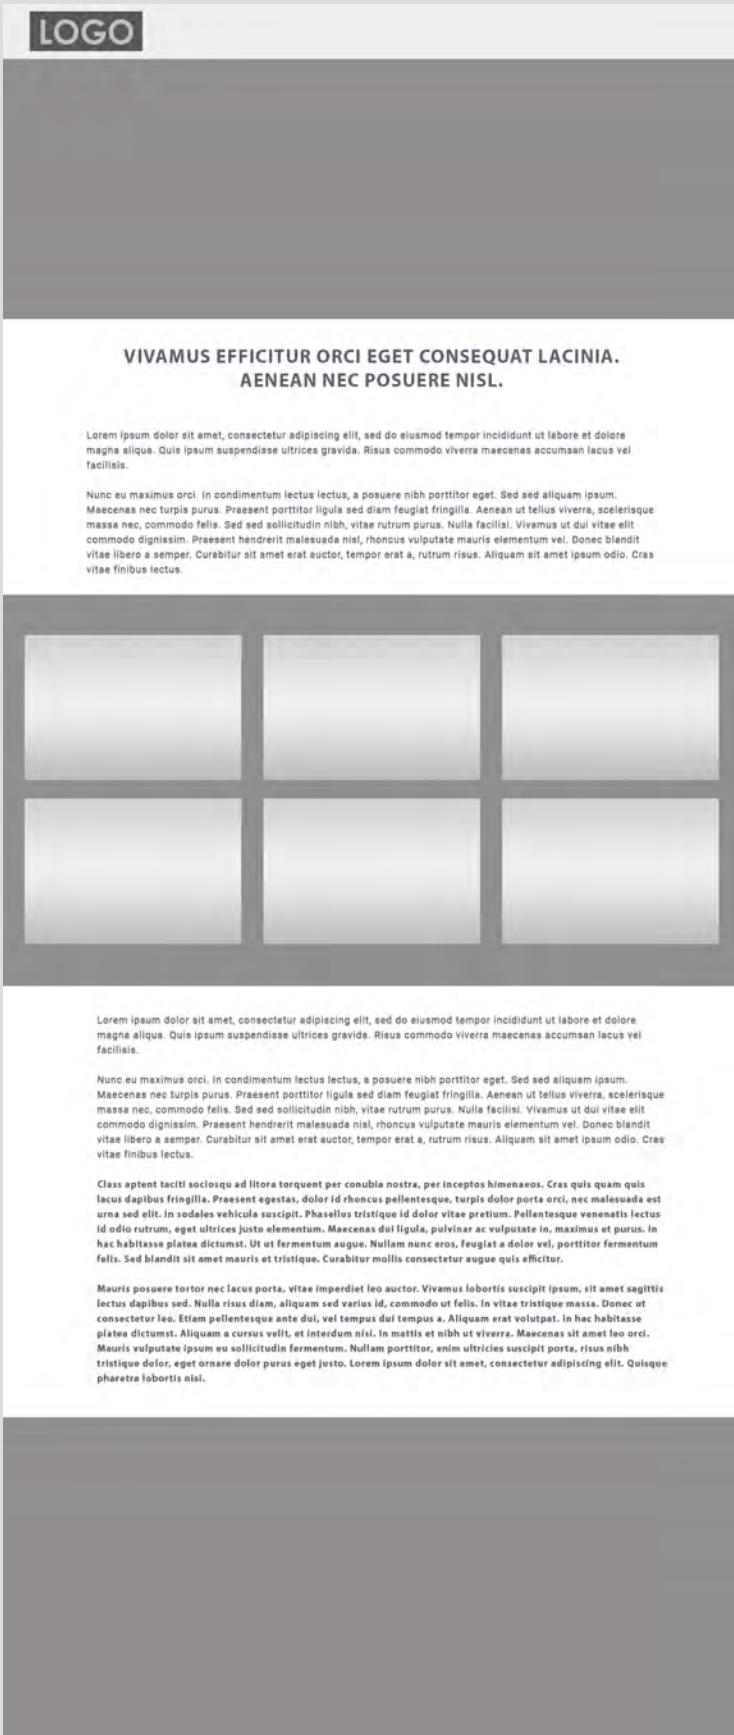 LOGO
VIVAMUS EFFICITUR ORCI EGET CONSEQUAT LACINIA.
AENEAN NEC POSUERE NISL.
Lorem ipsum dolor sit amet, consectetur adipiscing elit, sed do eiusmod tempor incididunt ut labore et dolore
magna aliqua. Quis ipsum suspendisse ultrices gravida. Risus commodo viverra maecenas accumsan lacus vel
facilisis.
Nunc eu maximus orci. In condimentum lectus lectus, a posuere nibh porttitor eget. Sed sed aliquam ipsum.
Maecenas nec turpis purus. Praesent porttitor ligula sed diam feugiat fringilla. Aenean ut tellus viverra, scelerisque
massa nec, commodo felis. Sed sed sollicitudin nibh, vitae rutrum purus. Nulla facilisi. Vivamus ut dui vitae elit
commodo dignissim. Praesent hendrerit malesuada nisl, rhoncus vulputate mauris elementum vel. Donec blandit
vitae libero a semper. Curabitur sit amet erat auctor, tempor erat a, rutrum risus. Aliquam sit amet ipsum odio. Cras
vitae finibus lectus.
Lorem ipsum dolor sit amet, consectetur adipiscing elit, sed do eiusmod tempor incididunt ut labore et dolore
magna aliqua. Quis ipsum suspendisse ultrices gravida. Risus commodo viverra maecenas accumsan lacus vel
facilisis.
Nunc eu maximus orci. In condimentum lectus lectus, a posuere nibh porttitor eget. Sed sed aliquam ipsum.
Maecenas nec turpis purus. Praesent porttitor ligula sed diam feugiat fringilla. Aenean ut tellus viverra, scelerisque
massa nec, commodo felis. Sed sed sollicitudin nibh, vitae rutrum purus. Nulla facilisi. Vivamus ut dui vitae elit
commodo dignissim. Praesent hendrerit malesuada nisl, rhoncus vulputate mauris elementum vel. Donec blandit
vitae libero a semper. Curabitur sit amet erat auctor, tempor erat a, rutrum risus. Aliquam sit amet ipsum odio. Cras
vitae finibus lectus.
Class aptent taciti sociosqu ad litora torquent per conubia nostra, per inceptos himenaeos. Cras quis quam quis
lacus dapibus fringilla. Praesent egestas, dolor id rhoncus pellentesque, turpis dolor porta orci, nec malesuada est
urna sed elit. In sodales vehicula suscipit. Phasellus tristique id dolor vitae pretium. Pellentesque venenatis lectus
id odio rutrum, eget ultrices justo elementum. Maecenas dui ligula, pulvinar ac vulputate in, maximus et purus. In
hac habitasse platea dictumst. Ut ut fermentum augue. Nullam nunc eros, feugiat a dolor vel, porttitor fermentum
felis. Sed blandit sit amet mauris et tristique. Curabitur mollis consectetur augue quis efficitur.
Mauris posuere tortor nec lacus porta, vitae imperdiet leo auctor. Vivamus lobortis suscipit ipsum, sit amet sagittis
lectus dapibus sed. Nulla risus diam, aliquam sed varius id, commodo ut felis. In vitae tristique massa. Donec ut
consectetur leo. Etiam pellentesque ante dui, vel tempus dui tempus a. Aliquam erat volutpat. In hac habitasse
platea dictumst. Aliquam a cursus velit, et interdum nisi. In mattis et nibh ut viverra. Maecenas sit amet leo orci.
Mauris vulputate ipsum eu sollicitudin fermentum. Nullam porttitor, enim ultricies suscipit porta, risus nibh
tristique dolor, eget ornare dolor purus eget justo. Lorem ipsum dolor sit amet, consectetur adipiscing elit. Quisque
pharetra lobortis nisi.